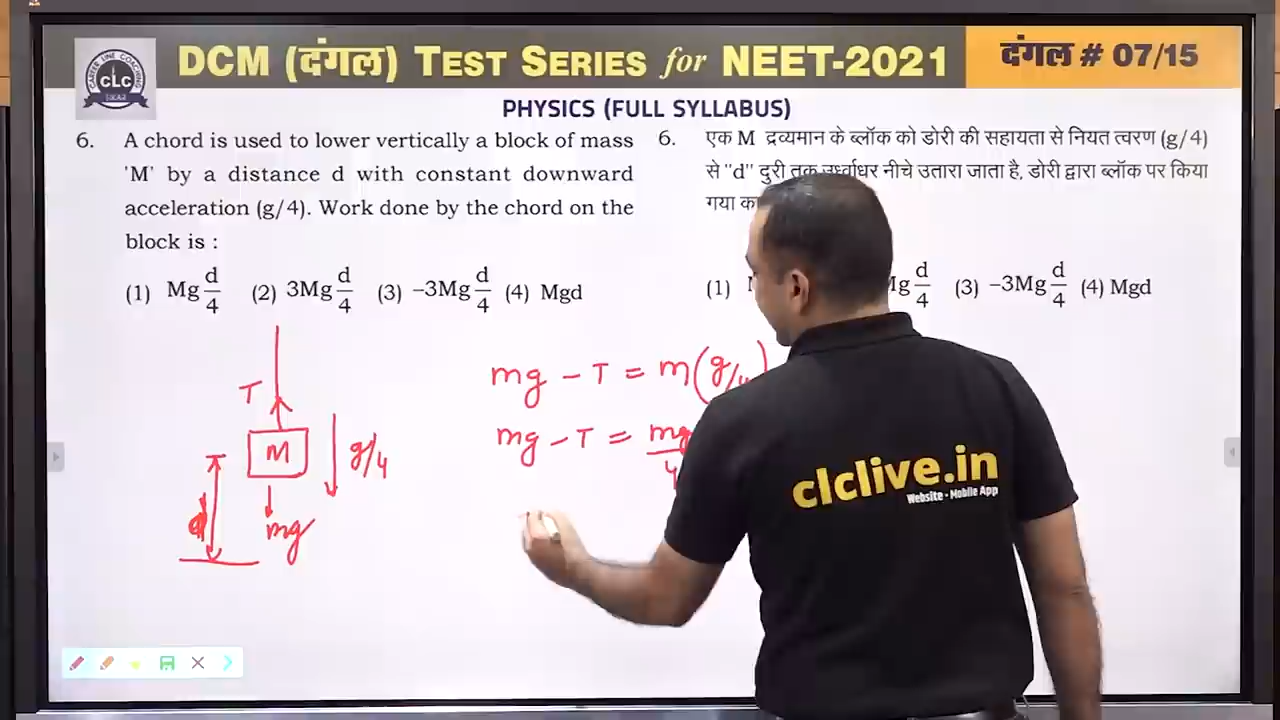 DCM (दंगल) TEST SERIES for NEET-2021
दंगल # 07/15
CLC
PHYSICS (FULL SYLLABUS)
6. A chord is used to lower vertically a block of mass
'M' by a distance d with constant downward
acceleration (g/4). Work done by the chord on the
block is :
(1) Mg d/4 (2) 3Mg d/4 (3) -3Mg d/4 (4) Mgd
6. एक M द्रव्यमान के ब्लॉक को डोरी की सहायता से नियत त्वरण (g/4)
से "d" दुरी तक उर्ध्वाधर नीचे उतारा जाता है, डोरी द्वारा ब्लॉक पर किया
गया
(1) d/4 (3) -3Mg d/4 (4) Mgd
T
M
g/4
d
mg
mg - T = m(g/4)
mg - T = mg/4
clclive.in
Website - Mobile App